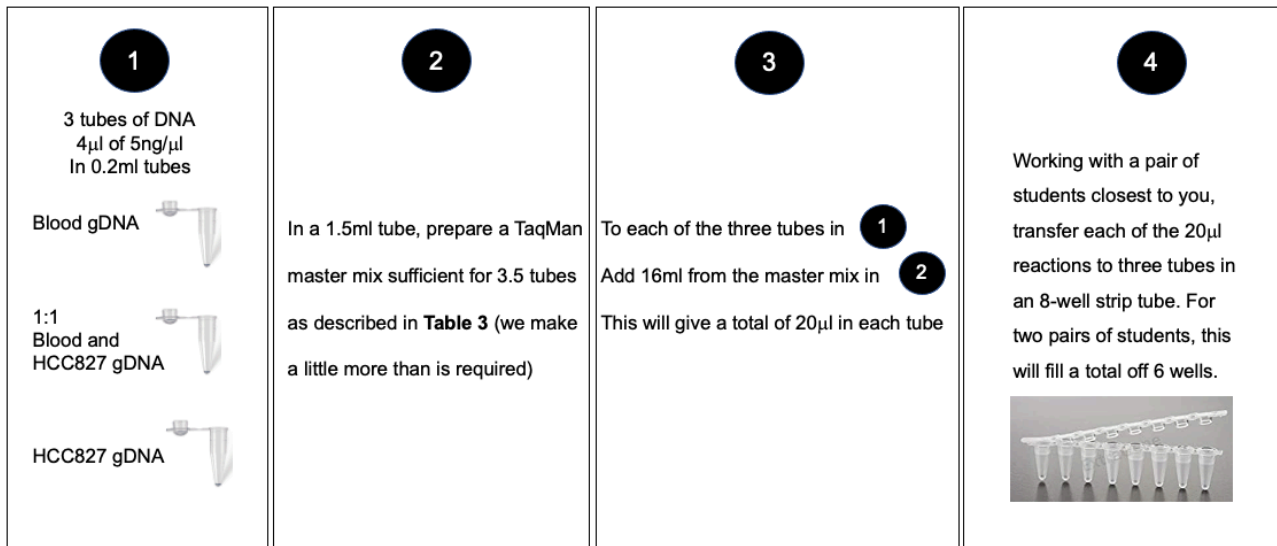 1
3 tubes of DNA
4µl of 5ng/µl
In 0.2ml tubes
Blood gDNA
1:1
Blood and
HCC827 gDNA
HCC827 gDNA
2
In a 1.5ml tube, prepare a TaqMan
master mix sufficient for 3.5 tubes
as described in Table 3 (we make
a little more than is required)
3
To each of the three tubes in 1
Add 16ml from the master mix in 2
This will give a total of 20µl in each tube
4
Working with a pair of
students closest to you,
transfer each of the 20µl
reactions to three tubes in
an 8-well strip tube. For
two pairs of students, this
will fill a total off 6 wells.